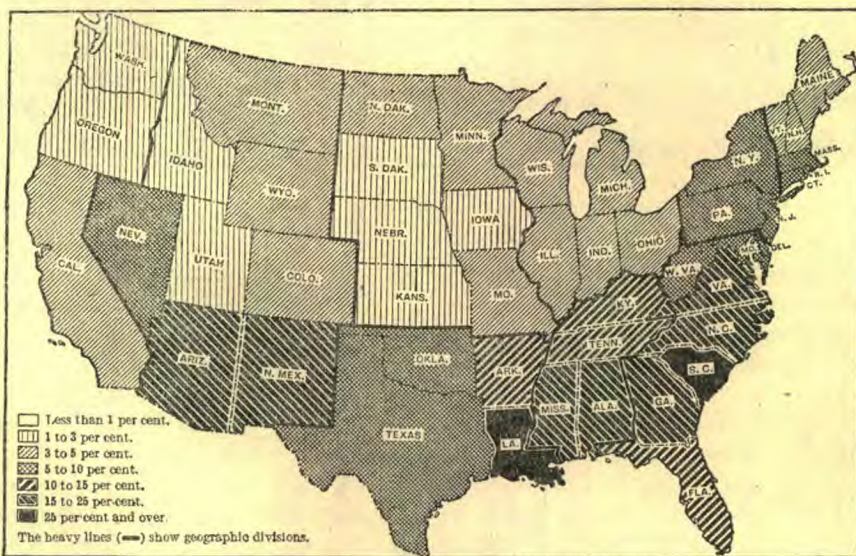 WASH.
MONT.
N. DAK.
MINN.
MAINE
OREGON
IDAHO
S. DAK.
WIS.
MICH.
N.Y.
VT.
N.H.
MASS.
R.I.
CT.
WYO.
NEBR.
IOWA
PA.
N.J.
NEV.
UTAH
COLO.
KANS.
MO.
ILL.
IND.
OHIO
W. VA.
MD.
DEL.
VA.
CAL.
KY.
N.C.
TENN.
ARIZ.
N. MEX.
OKLA.
ARK.
S.C.
MISS.
ALA.
GA.
TEXAS
LA.
FLA.
Less than 1 per cent.
1 to 3 per cent.
3 to 5 per cent.
5 to 10 per cent.
10 to 15 per cent.
15 to 25 per cent.
25 per cent and over
The heavy lines (▬) show geographic divisions.